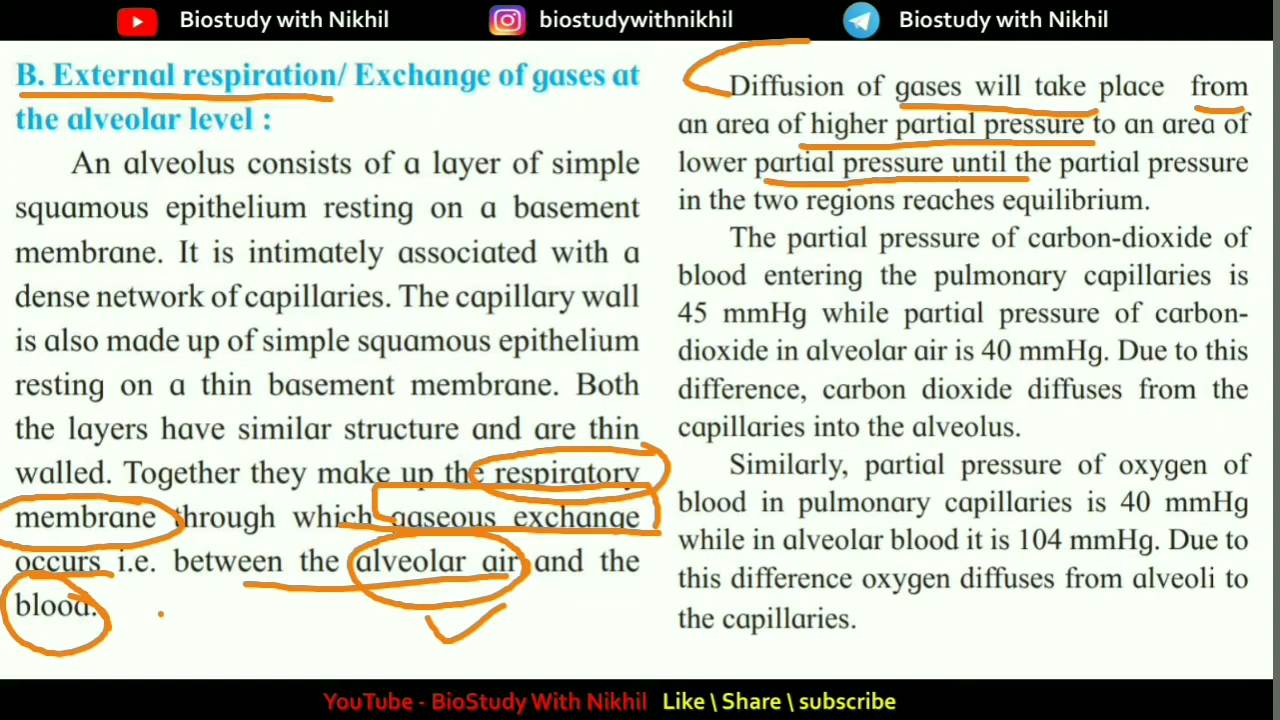 Biostudy with Nikhil
biostudywithnikhil
Biostudy with Nikhil
B. External respiration/ Exchange of gases at
the alveolar level :
An alveolus consists of a layer of simple
squamous epithelium resting on a basement
membrane. It is intimately associated with a
dense network of capillaries. The capillary wall
is also made up of simple squamous epithelium
resting on a thin basement membrane. Both
the layers have similar structure and are thin
walled. Together they make up the respiratory
membrane through which gaseous exchange
occurs i.e. between the alveolar air and the
blood.
Diffusion of gases will take place from
an area of higher partial pressure to an area of
lower partial pressure until the partial pressure
in the two regions reaches equilibrium.
The partial pressure of carbon-dioxide of
blood entering the pulmonary capillaries is
45 mmHg while partial pressure of carbon-
dioxide in alveolar air is 40 mmHg. Due to this
difference, carbon dioxide diffuses from the
capillaries into the alveolus.
Similarly, partial pressure of oxygen of
blood in pulmonary capillaries is 40 mmHg
while in alveolar blood it is 104 mmHg. Due to
this difference oxygen diffuses from alveoli to
the capillaries.
YouTube - BioStudy With Nikhil Like \ Share \ subscribe